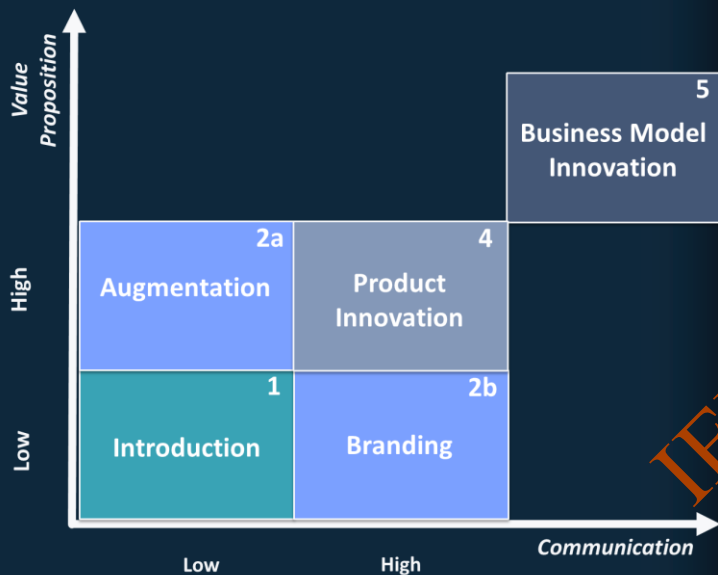 Value
Proposition
5
Business Model
Innovation
2a
4
High
Augmentation
Product
Innovation
1
2b
Low
Introduction
Branding
Communication
Low
High